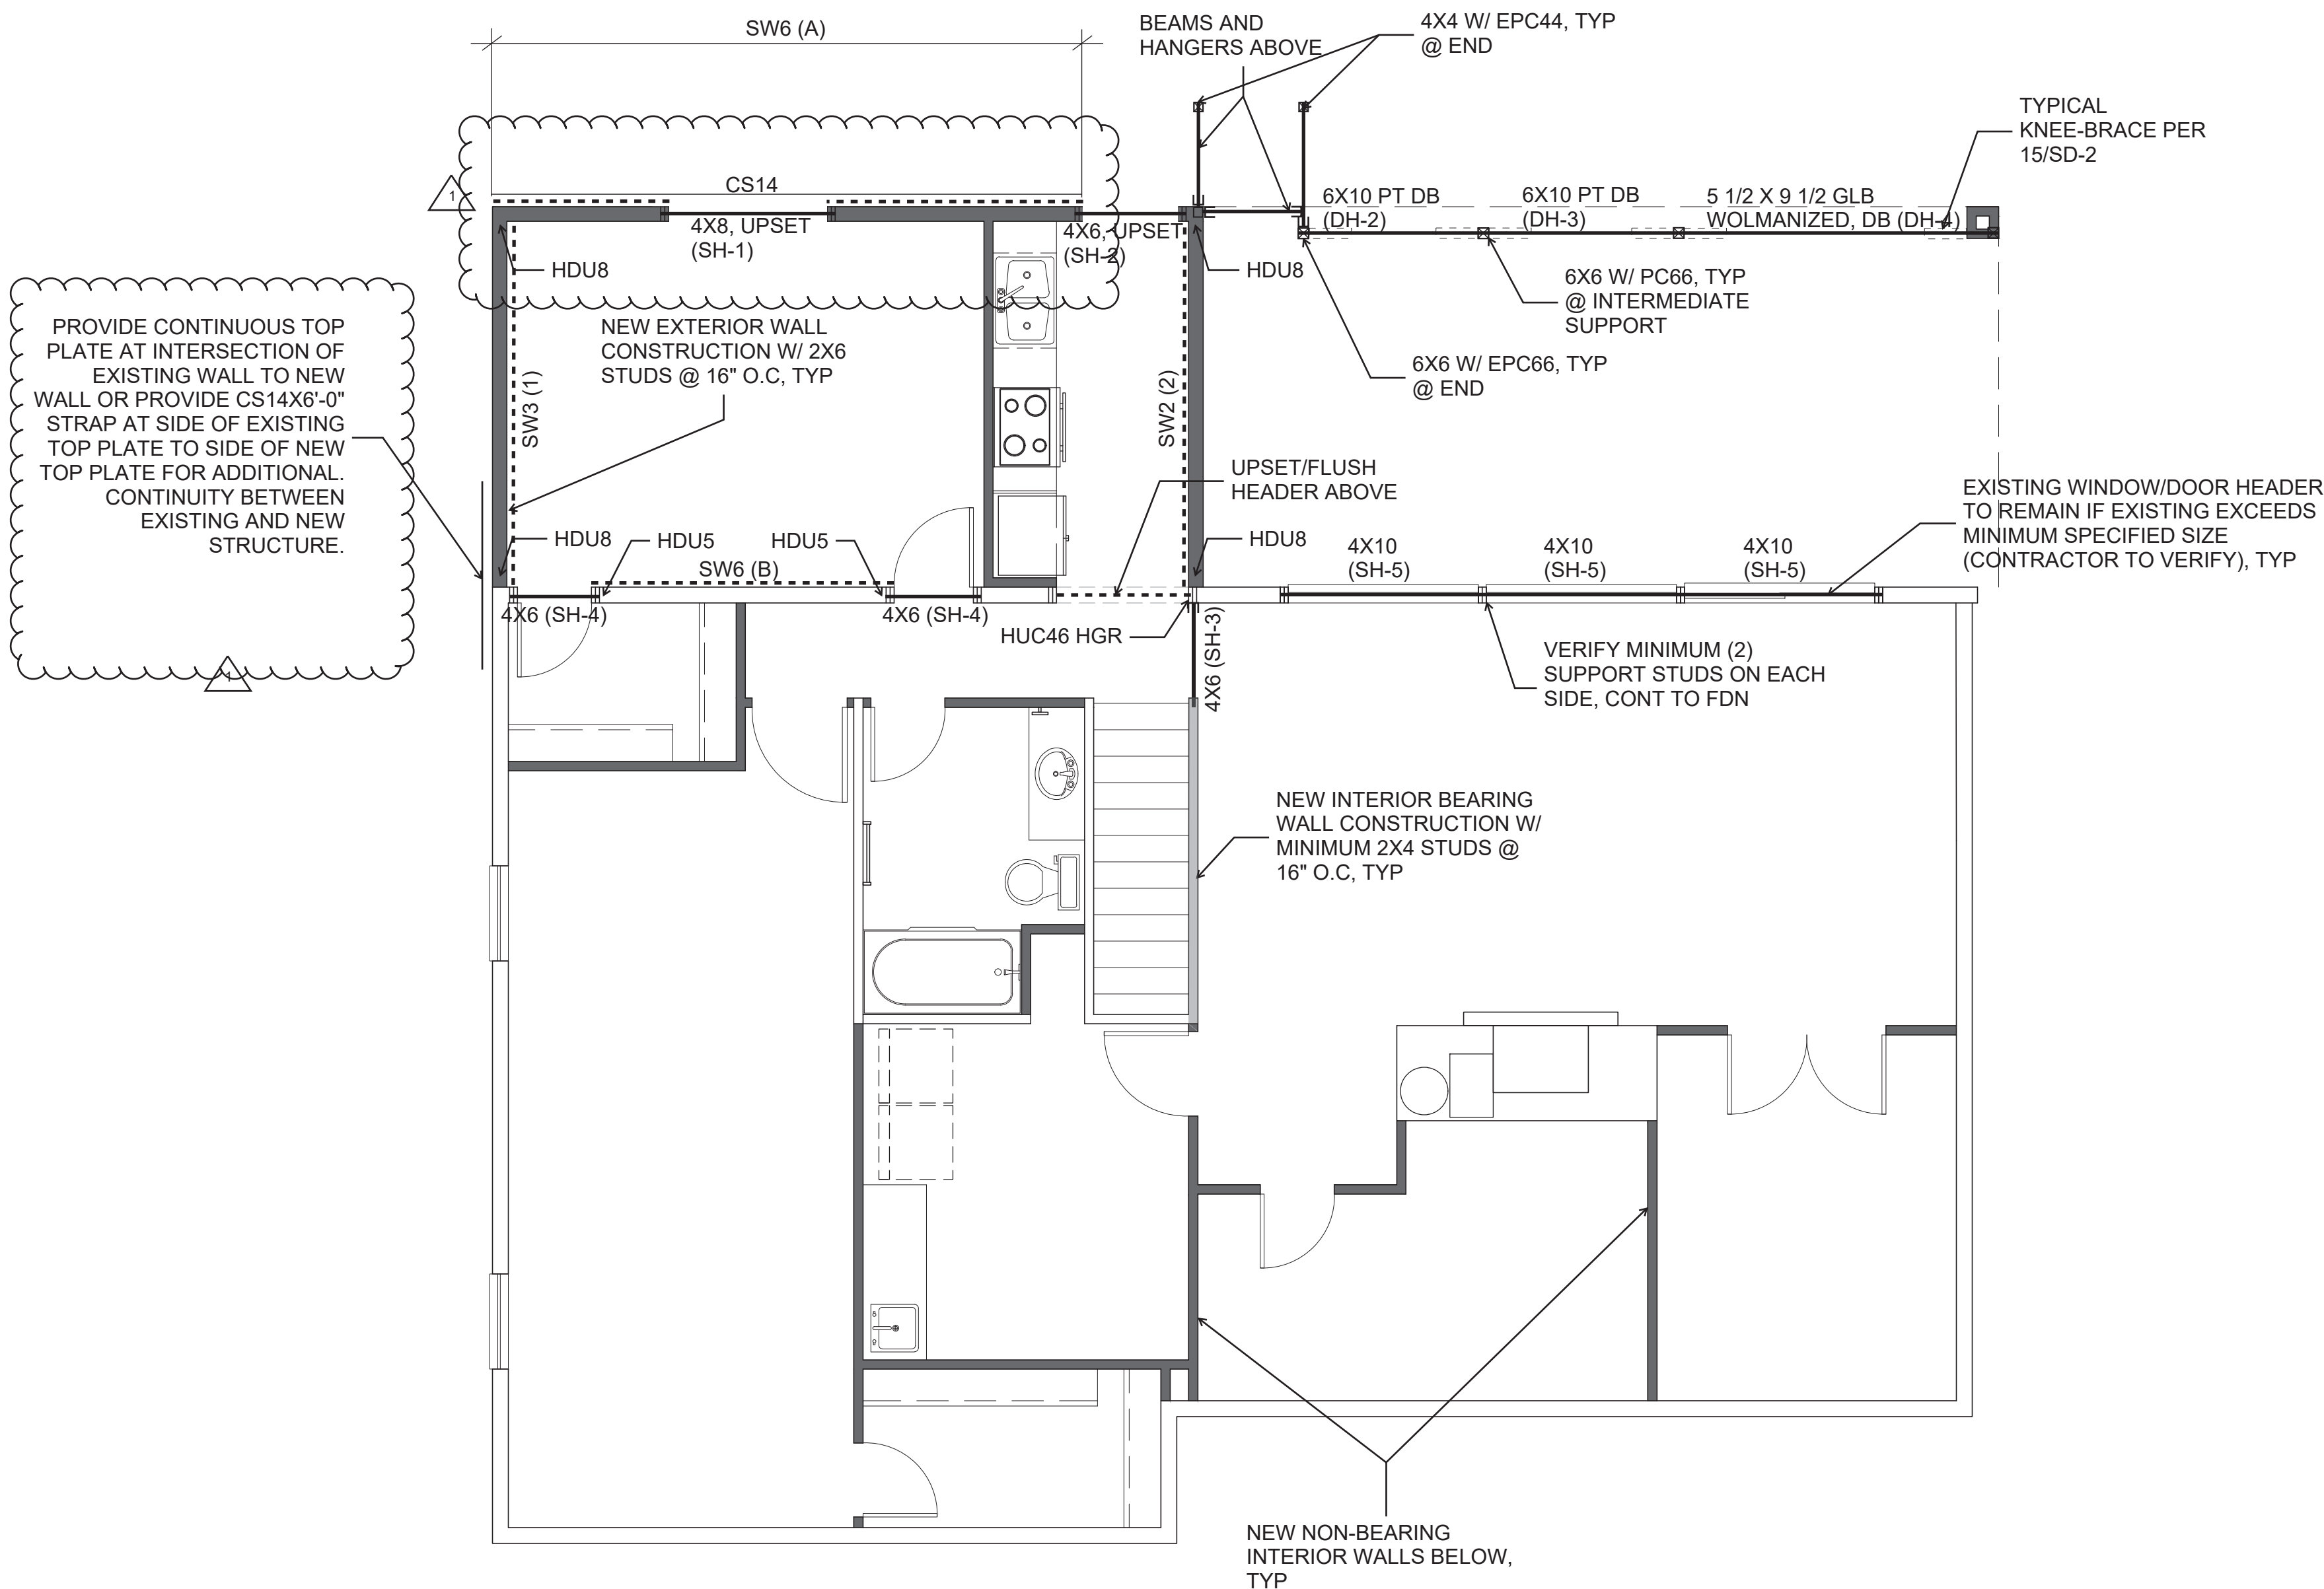 SW6 (A)
BEAMS AND
HANGERS ABOVE
4X4 W/ EPC44, TYP
@ END
TYPICAL
KNEE-BRACE PER
15/SD-2
1
CS14
4X8, UPSET
(SH-1)
4X6, UPSET
(SH-2)
6X10 PT DB
(DH-2)
6X10 PT DB
(DH-3)
5 1/2 X 9 1/2 GLB
WOLMANIZED, DB (DH-4)
HDU8
HDU8
6X6 W/ PC66, TYP
@ INTERMEDIATE
SUPPORT
6X6 W/ EPC66, TYP
@ END
PROVIDE CONTINUOUS TOP
PLATE AT INTERSECTION OF
EXISTING WALL TO NEW
WALL OR PROVIDE CS14X6'-0"
STRAP AT SIDE OF EXISTING
TOP PLATE TO SIDE OF NEW
TOP PLATE FOR ADDITIONAL.
CONTINUITY BETWEEN
EXISTING AND NEW
STRUCTURE.
1
NEW EXTERIOR WALL
CONSTRUCTION W/ 2X6
STUDS @ 16" O.C, TYP
SW3 (1)
SW2 (2)
UPSET/FLUSH
HEADER ABOVE
EXISTING WINDOW/DOOR HEADER
TO REMAIN IF EXISTING EXCEEDS
MINIMUM SPECIFIED SIZE
(CONTRACTOR TO VERIFY), TYP
HDU8
HDU5
HDU5
SW6 (B)
HDU8
4X10
(SH-5)
4X10
(SH-5)
4X10
(SH-5)
4X6 (SH-4)
4X6 (SH-4)
HUC46 HGR
4X6 (SH-3)
VERIFY MINIMUM (2)
SUPPORT STUDS ON EACH
SIDE, CONT TO FDN
NEW INTERIOR BEARING
WALL CONSTRUCTION W/
MINIMUM 2X4 STUDS @
16" O.C, TYP
NEW NON-BEARING
INTERIOR WALLS BELOW,
TYP